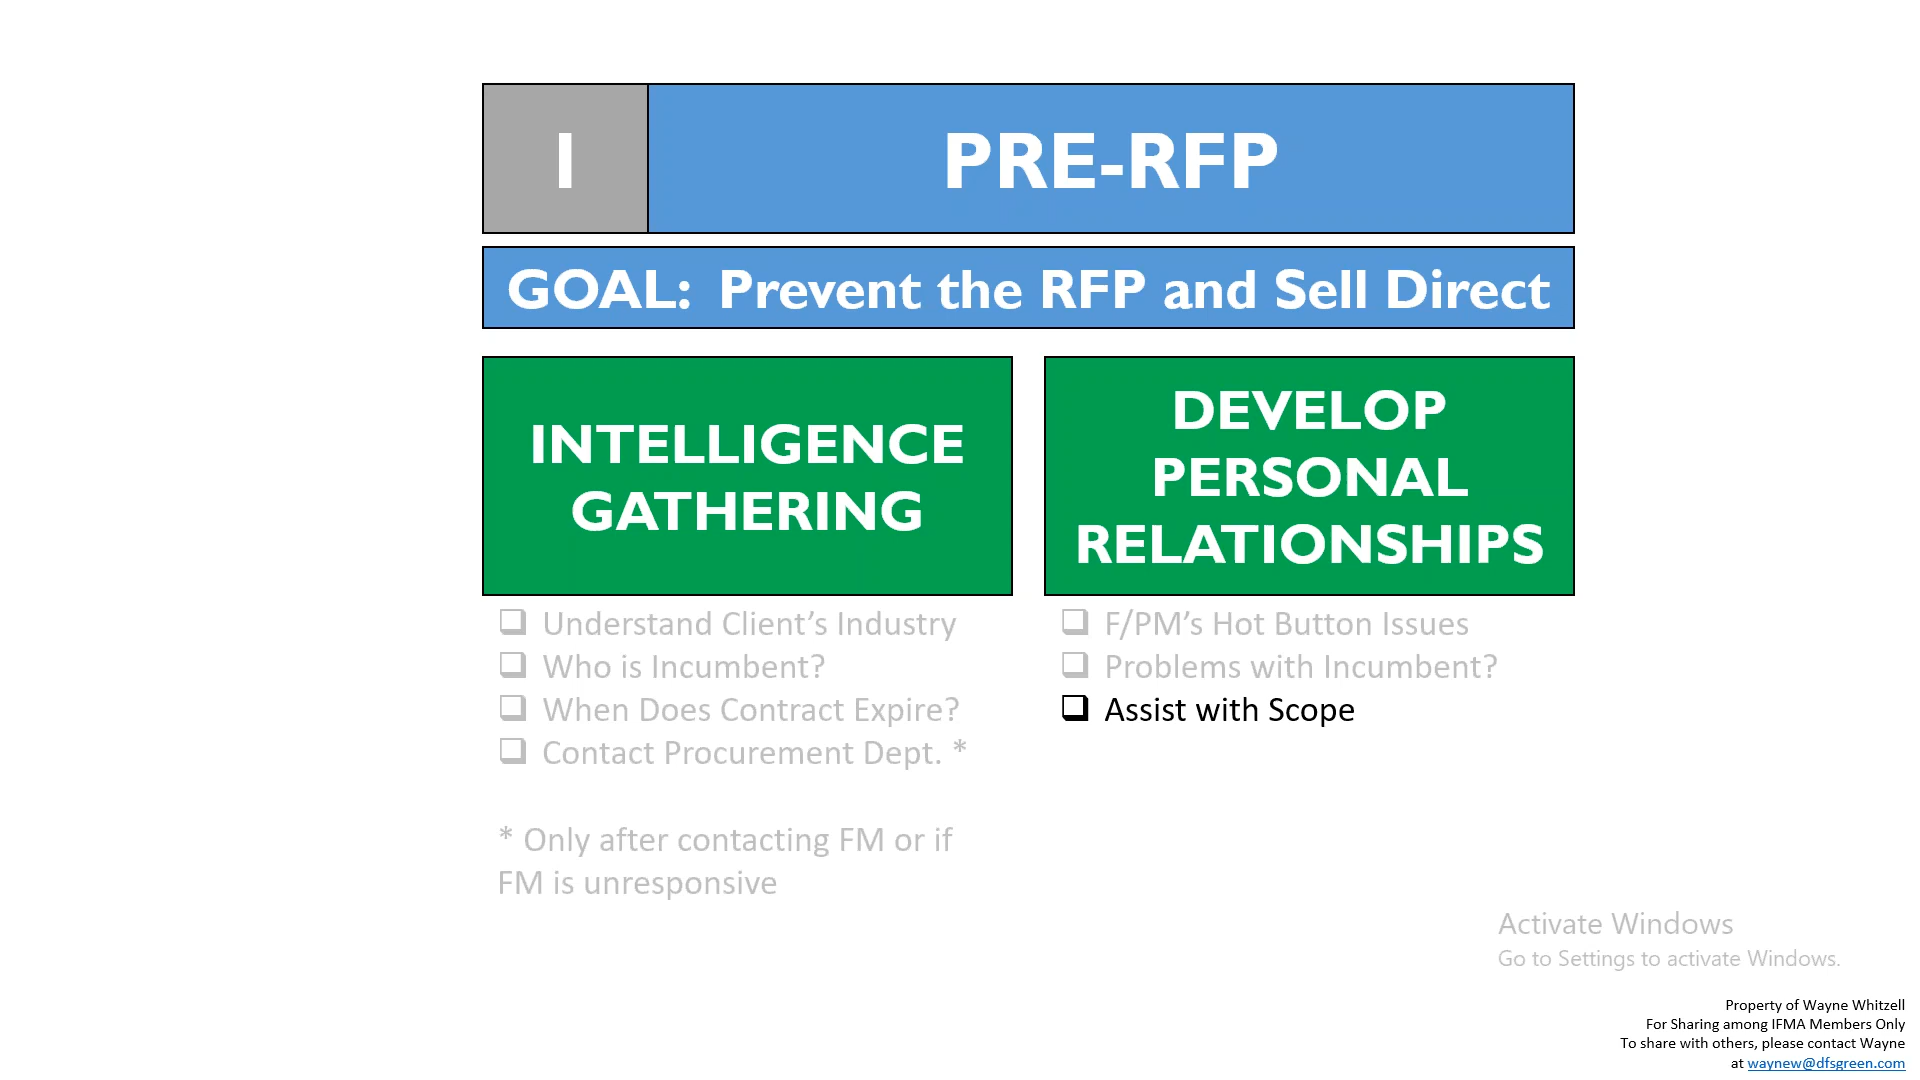 I
PRE-RFP
GOAL: Prevent the RFP and Sell Direct
INTELLIGENCE
GATHERING
❑ Understand Client’s Industry
❑ Who is Incumbent?
❑ When Does Contract Expire?
❑ Contact Procurement Dept. *
* Only after contacting FM or if
FM is unresponsive
DEVELOP
PERSONAL
RELATIONSHIPS
❑ F/PM’s Hot Button Issues
❑ Problems with Incumbent?
❑ Assist with Scope
Activate Windows
Go to Settings to activate Windows.
Property of Wayne Whitzell
For Sharing among IFMA Members Only
To share with others, please contact Wayne
at waynew@dfsgreen.com